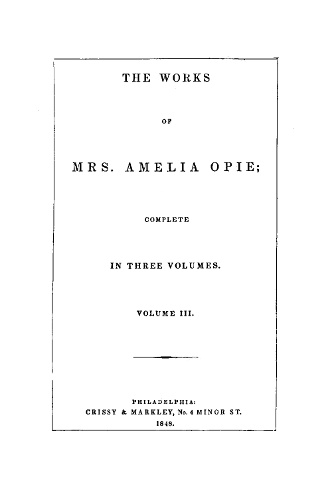 THE WORKS
OF
MRS. AMELIA OPIE;
COMPLETE
IN THREE VOLUMES.
VOLUME III.
PHILADELPHIA:
CRISSY & MARKLEY, No. 4 MINOR ST.
1848.